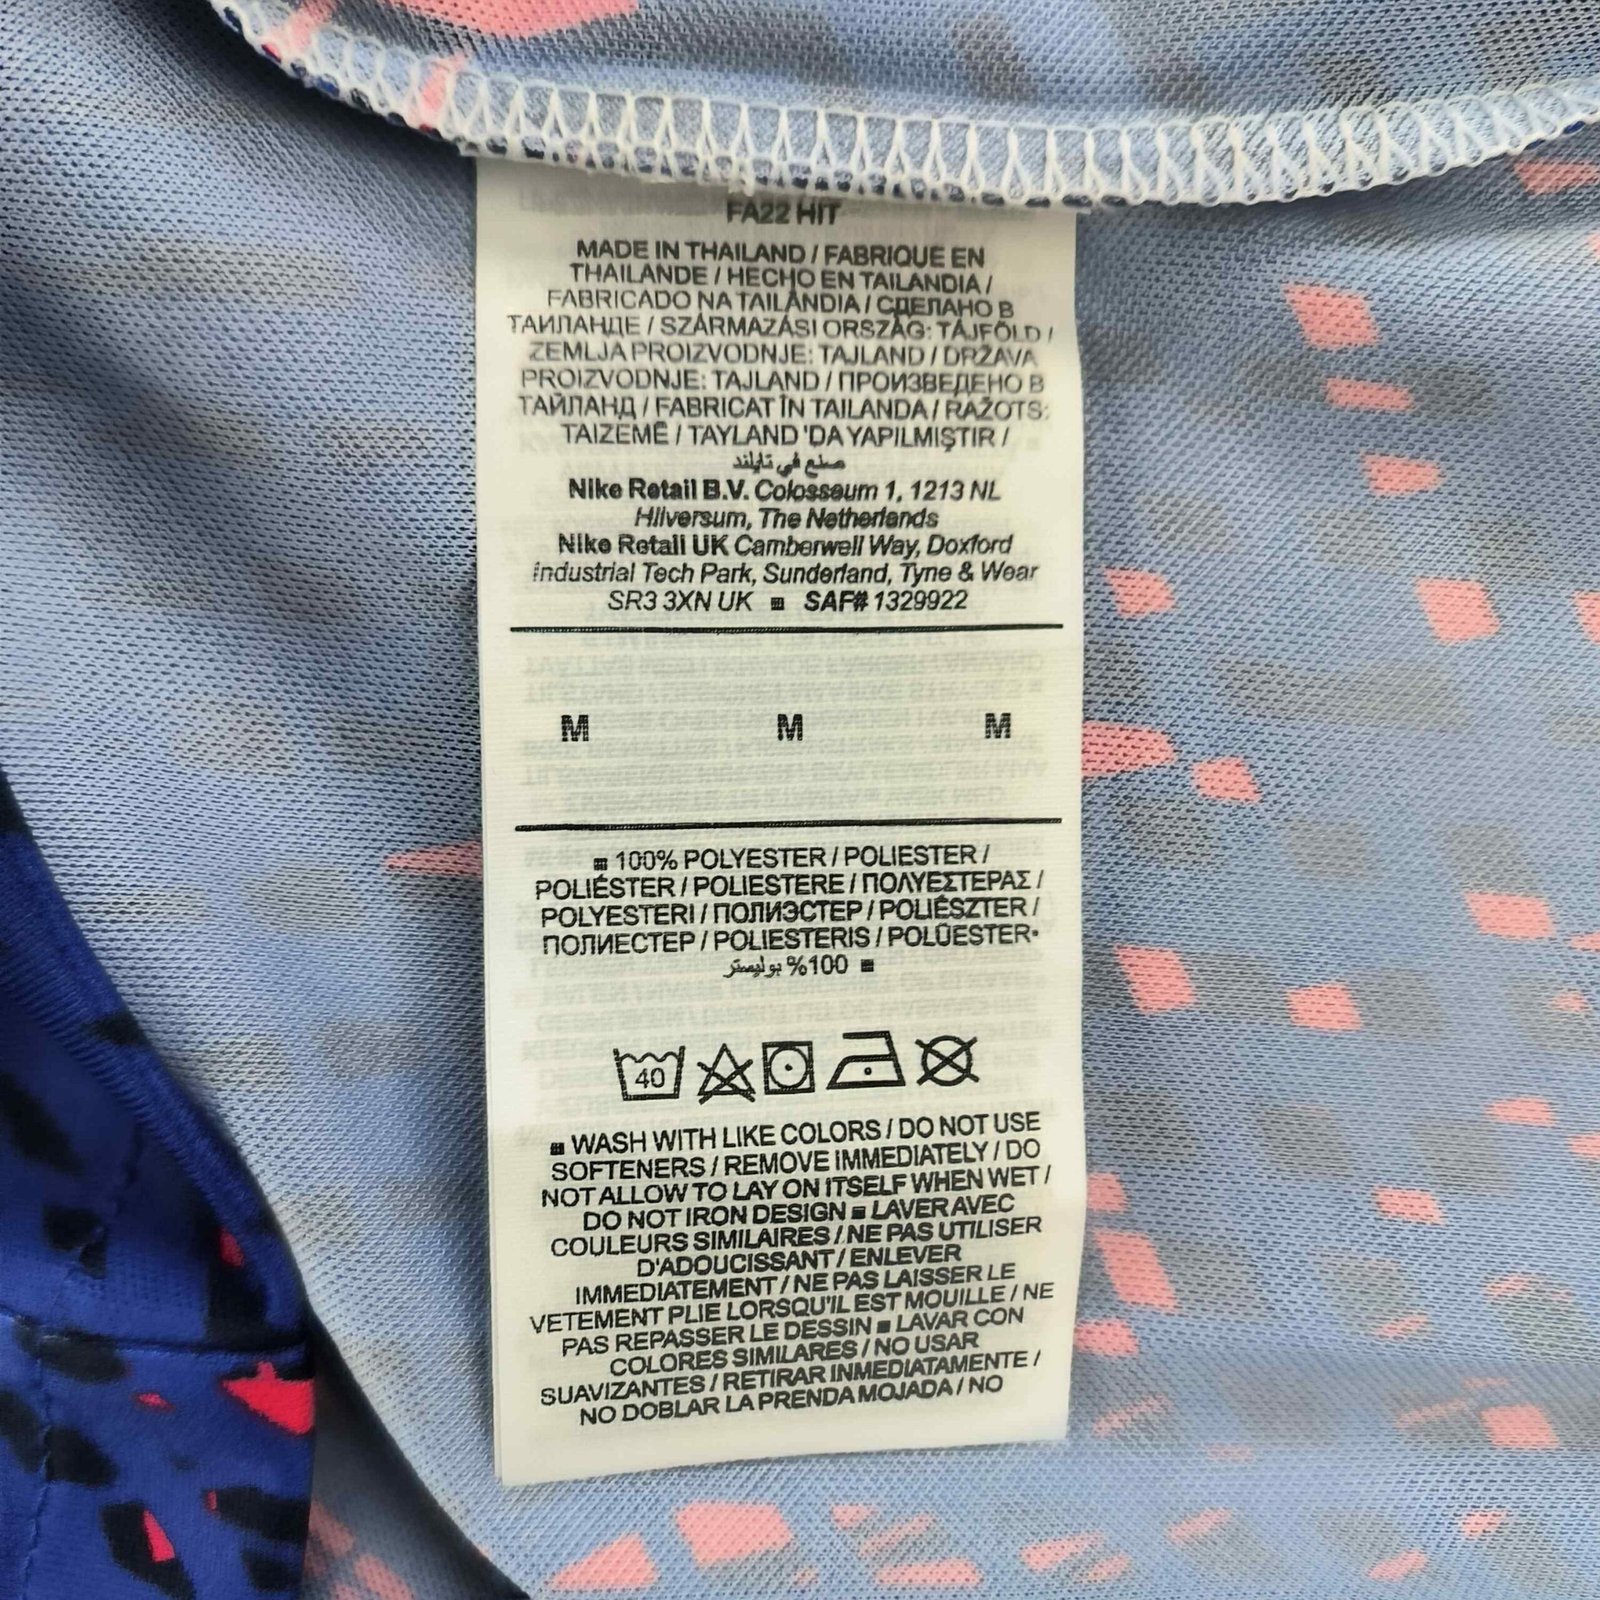 FA22 HIT
MADE IN THAILAND / FABRIQUE EN
THAILANDE / HECHO EN TAILANDIA /
FABRICADO NA TAILÂNDIA / СДЕЛАНО В
ТАИЛАНДЕ / SZÁRMAZÁSI ORSZÁG: TÁJFÖLD /
ZEMLJA PROIZVODNJE: TAJLAND / DRŽAVA
PROIZVODNJE: TAJLAND / ПРОИЗВЕДЕНО В
ТАЙЛАНД / FABRICAT ÎN TAILANDA / RAŽOTS:
TAIZEMĒ / TAYLAND 'DA YAPILMIŞTIR /
صنع في تايلند
Nike Retail B.V. Colosseum 1, 1213 NL
Hilversum, The Netherlands
Nike Retail UK Camberwell Way, Doxford
Industrial Tech Park, Sunderland, Tyne & Wear
SR3 3XN UK ■ SAF# 1329922
M M M
■ 100% POLYESTER / POLIESTER /
POLIÉSTER / POLIESTERE / ΠΟΛΥΕΣΤΕΡΑΣ /
POLYESTERI / ПОЛИЭСТЕР / POLIÉSZTER /
ПОЛИЕСТЕР / POLIESTERIS / POLÜESTER•
100% بوليستر ■
40
■ WASH WITH LIKE COLORS / DO NOT USE
SOFTENERS / REMOVE IMMEDIATELY / DO
NOT ALLOW TO LAY ON ITSELF WHEN WET /
DO NOT IRON DESIGN ■ LAVER AVEC
COULEURS SIMILAIRES / NE PAS UTILISER
D'ADOUCISSANT / ENLEVER
IMMEDIATEMENT / NE PAS LAISSER LE
VETEMENT PLIE LORSQU'IL EST MOUILLE / NE
PAS REPASSER LE DESSIN ■ LAVAR CON
COLORES SIMILARES / NO USAR
SUAVIZANTES / RETIRAR INMEDIATAMENTE /
NO DOBLAR LA PRENDA MOJADA / NO